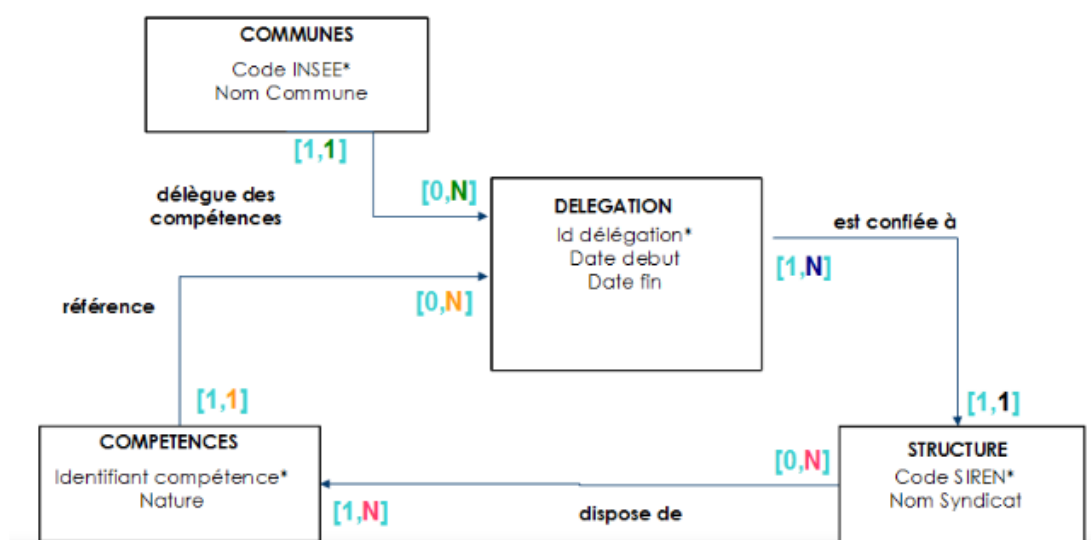 COMMUNES
Code INSEE*
Nom Commune
[1,1]
délègue des
compétences
[0,N]
DELEGATION
Id délégation*
Date debut
Date fin
est confiée à
[1,N]
référence
[0,N]
[1,1]
[1,1]
COMPETENCES
Identifiant compétence*
Nature
[1,N]
dispose de
[0,N]
STRUCTURE
Code SIREN*
Nom Syndicat